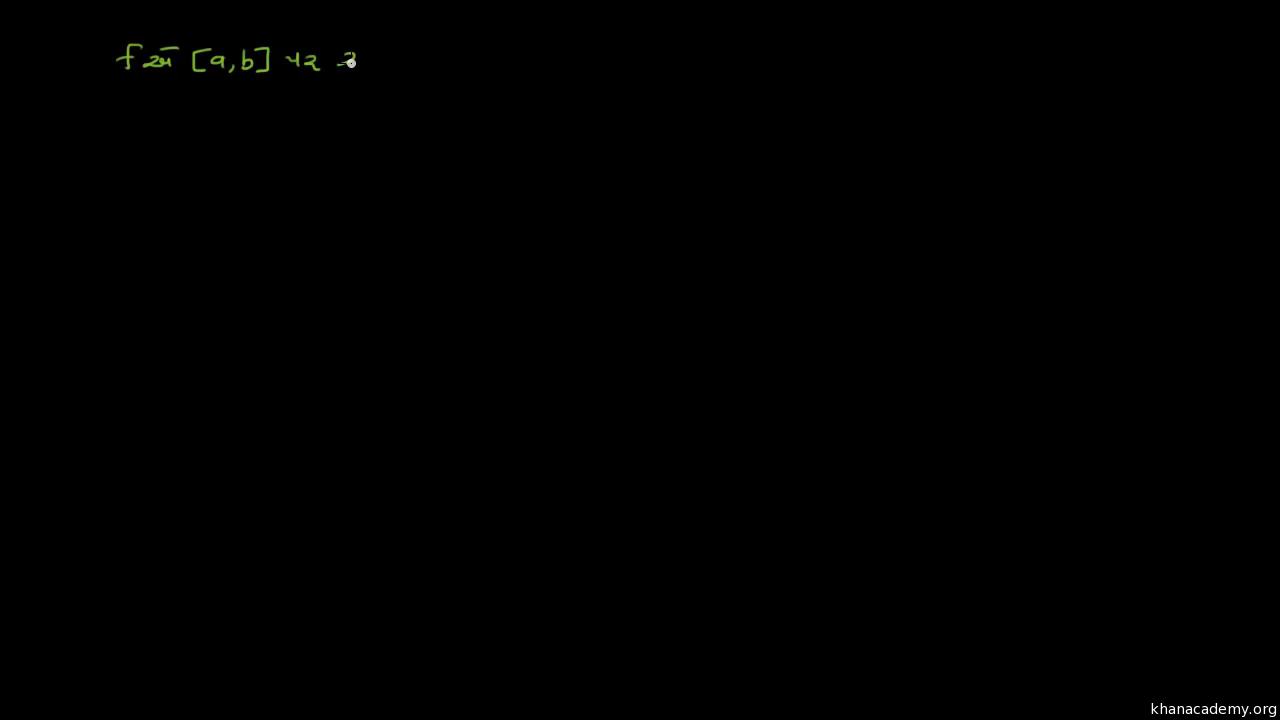 f એ [a,b] પર
khanacademy.org